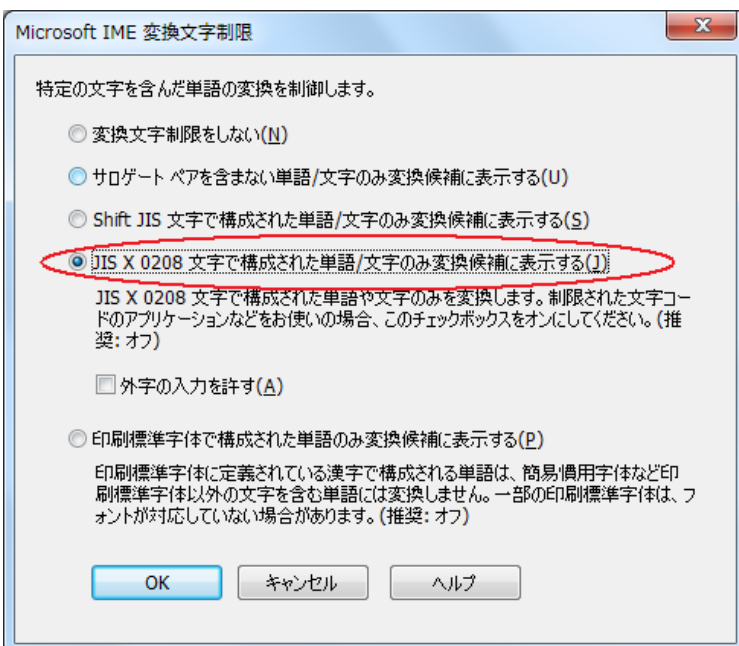 Microsoft IME 変換文字制限
特定の文字を含んだ単語の変換を制御します。
変換文字制限をしない(N)
サロゲート ペアを含まない単語/文字のみ変換候補に表示する(U)
Shift JIS 文字で構成された単語/文字のみ変換候補に表示する(S)
JIS X 0208 文字で構成された単語/文字のみ変換候補に表示する(J)
JIS X 0208 文字で構成された単語や文字のみを変換します。制限された文字コー
ドのアプリケーションなどをお使いの場合、このチェックボックスをオンにしてください。(推
奨: オフ)
外字の入力を許す(A)
印刷標準字体で構成された単語のみ変換候補に表示する(P)
印刷標準字体に定義されている漢字で構成される単語は、簡易慣用字体など印
刷標準字体以外の文字を含む単語には変換しません。一部の印刷標準字体は、フ
ォントが対応していない場合があります。(推奨: オフ)
OK キャンセル ヘルプ